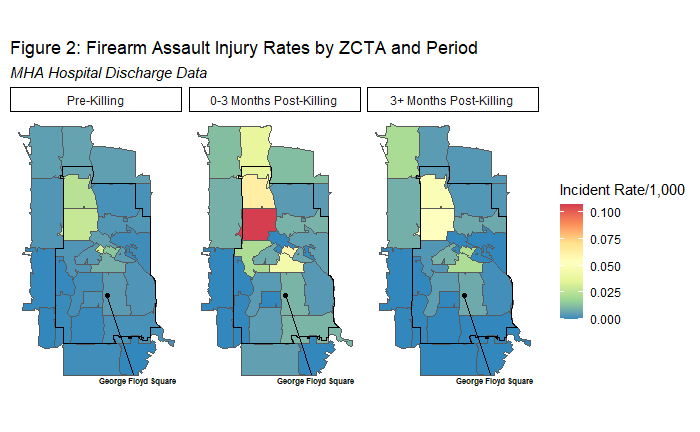 Figure 2: Firearm Assault Injury Rates by ZCTA and Period
MHA Hospital Discharge Data
Pre-Killing
0-3 Months Post-Killing
3+ Months Post-Killing
Incident Rate/1,000
0.100
0.075
0.050
0.025
0.000
George Floyd Square
George Floyd Square
George Floyd Square